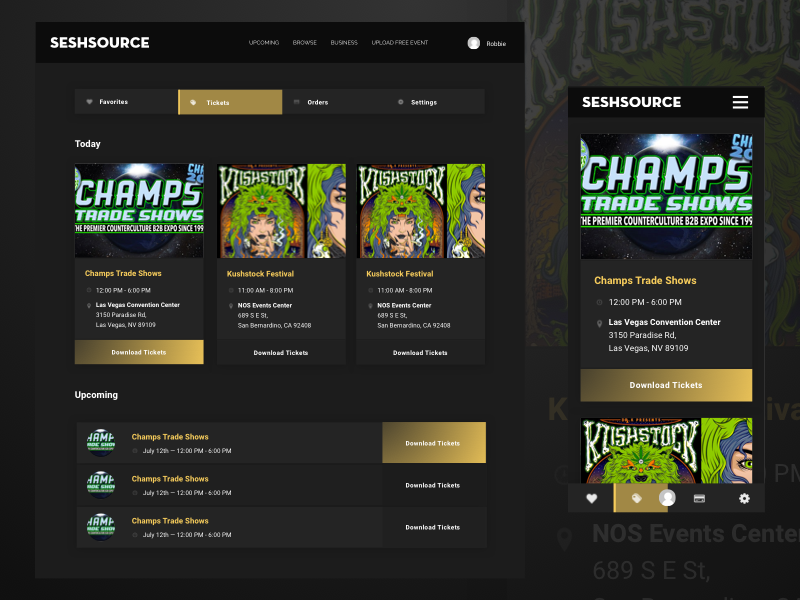 SESHSOURCE
UPCOMING BROWSE BUSINESS UPLOAD FREE EVENT Robbie
Favorites Tickets Orders Settings
Today
CHAMPS
TRADE SHOWS
THE PREMIER COUNTERCULTURE B2B EXPO SINCE 199
Champs Trade Shows
12:00 PM - 6:00 PM
Las Vegas Convention Center
3150 Paradise Rd,
Las Vegas, NV 89109
Download Tickets
KUSHSTOCK
Kushstock Festival
11:00 AM - 8:00 PM
NOS Events Center
689 S E St,
San Bernardino, CA 92408
Download Tickets
KUSHSTOCK
Kushstock Festival
11:00 AM - 8:00 PM
NOS Events Center
689 S E St,
San Bernardino, CA 92408
Download Tickets
Upcoming
Champs Trade Shows
July 12th — 12:00 PM - 6:00 PM
Download Tickets
Champs Trade Shows
July 12th — 12:00 PM - 6:00 PM
Download Tickets
Champs Trade Shows
July 12th — 12:00 PM - 6:00 PM
Download Tickets
SESHSOURCE
CHAMPS
TRADE SHOWS
THE PREMIER COUNTERCULTURE B2B EXPO SINCE 199
Champs Trade Shows
12:00 PM - 6:00 PM
Las Vegas Convention Center
3150 Paradise Rd,
Las Vegas, NV 89109
Download Tickets
KUSHSTOCK
NOS Events Center
689 S E St,